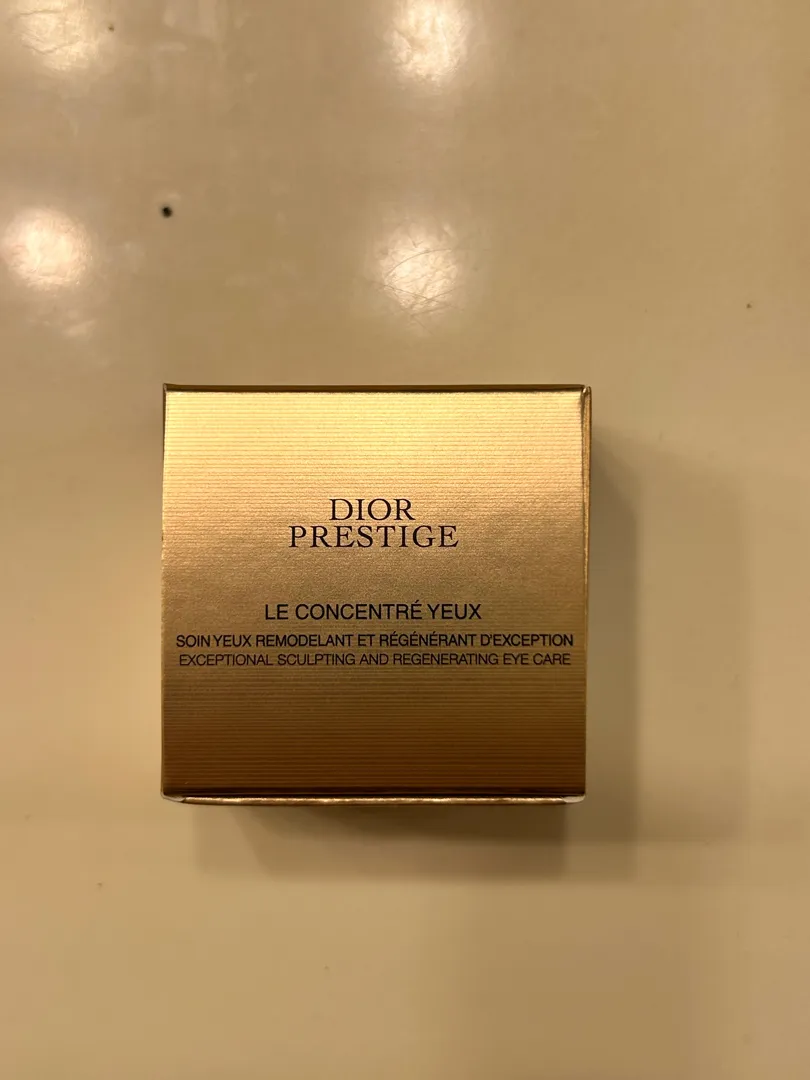 DIOR
PRESTIGE
LE CONCENTRÉ YEUX
SOIN YEUX REMODELANT ET RÉGÉNÉRANT D'EXCEPTION
EXCEPTIONAL SCULPTING AND REGENERATING EYE CARE